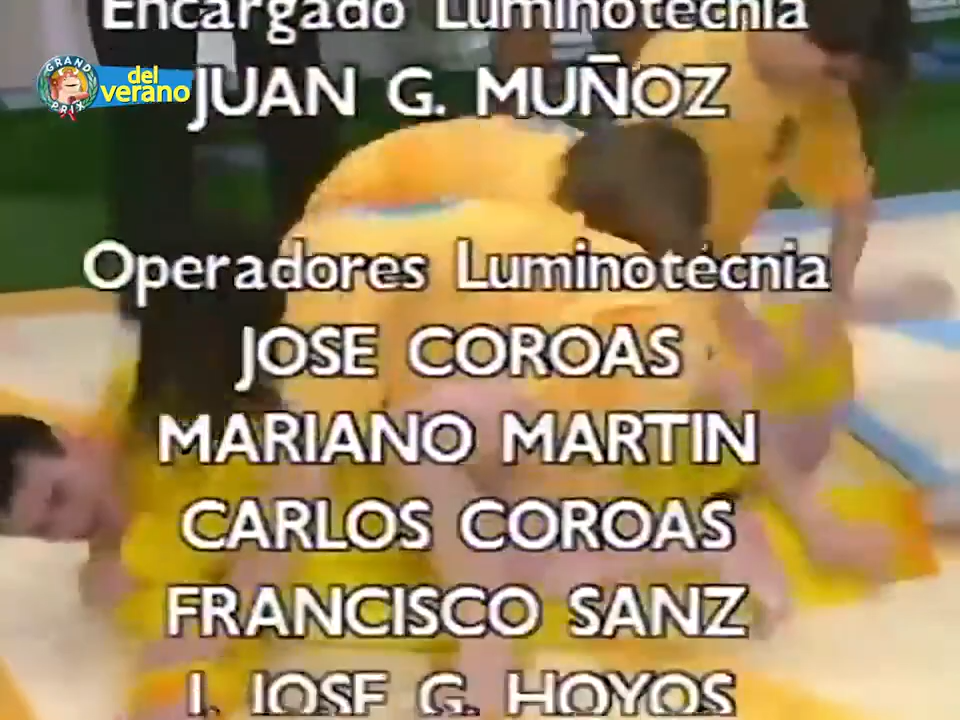 Encargado Luminotecnia
GRAND PRIX
del verano
JUAN G. MUÑOZ
Operadores Luminotecnia
JOSE COROAS
MARIANO MARTIN
CARLOS COROAS
FRANCISCO SANZ
I. JOSE G. HOYOS